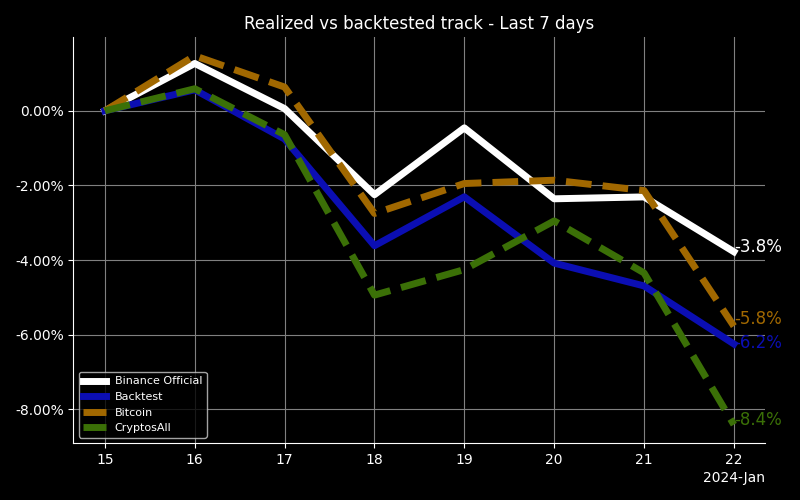 Realized vs backtested track - Last 7 days
0.00%
-2.00%
-4.00%
-6.00%
-8.00%
-3.8%
-5.8%
-6.2%
-8.4%
Binance Official
Backtest
Bitcoin
CryptosAll
15 16 17 18 19 20 21 22
2024-Jan